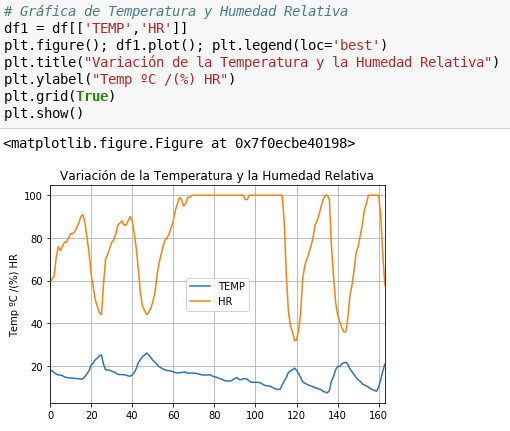 # Gráfica de Temperatura y Humedad Relativa
df1 = df[['TEMP','HR']]
plt.figure(); df1.plot(); plt.legend(loc='best')
plt.title("Variación de la Temperatura y la Humedad Relativa")
plt.ylabel("Temp ºC /(%) HR")
plt.grid(True)
plt.show()
<matplotlib.figure.Figure at 0x7f0ecbe40198>
Variación de la Temperatura y la Humedad Relativa
Temp ºC /(%) HR
100
80
60
40
20
TEMP
HR
0 20 40 60 80 100 120 140 160